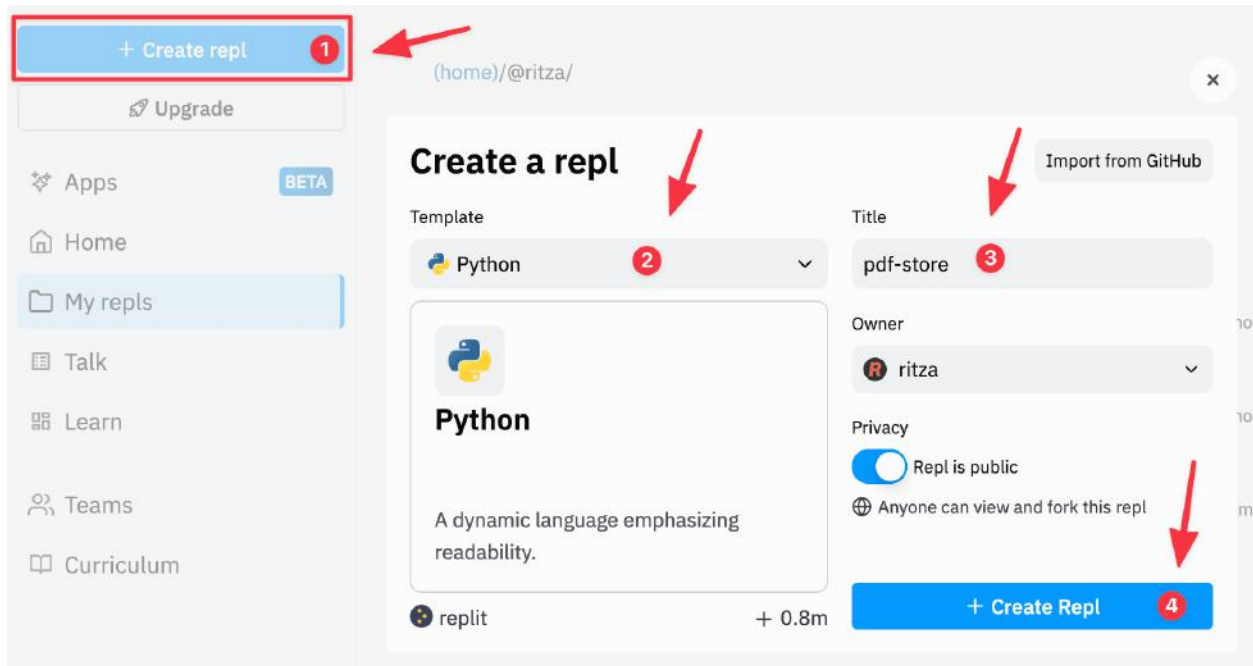 + Create repl 1
Upgrade
Apps BETA
Home
My repls
Talk
Learn
Teams
Curriculum
(home)/@ritza/
×
Create a repl
Import from GitHub
Template
Python 2
Python
A dynamic language emphasizing
readability.
replit + 0.8m
Title
pdf-store 3
Owner
R ritza
Privacy
Repl is public
Anyone can view and fork this repl
+ Create Repl 4